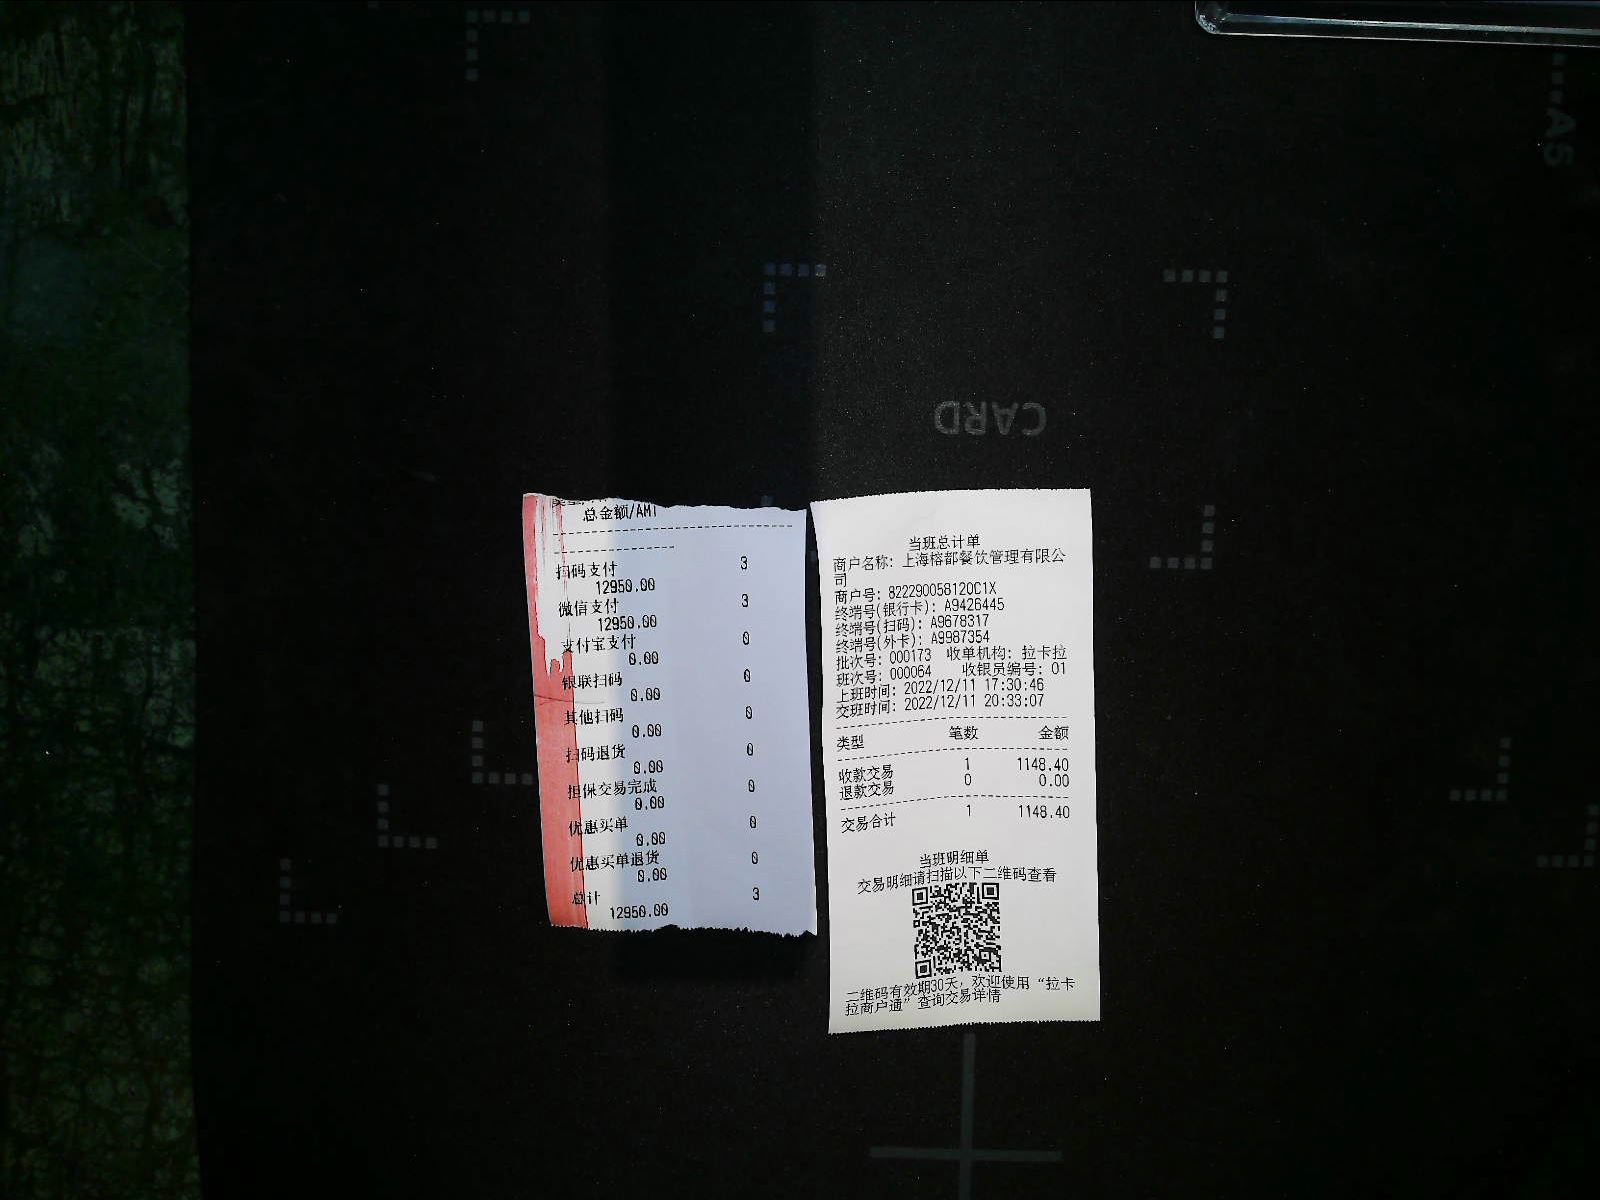 总金额/AMT
扫码支付 3
12950.00
微信支付 3
12950.00
支付宝支付 0
0.00
银联扫码 0
0.00
其他扫码 0
0.00
扫码退货 0
0.00
担保交易完成 0
0.00
优惠买单 0
0.00
优惠买单退货 0
0.00
总计 3
12950.00
当班总计单
商户名称: 上海榕都餐饮管理有限公
司
商户号: 822290058120C1X
终端号(银行卡): A9426445
终端号(扫码): A9678317
终端号(外卡): A9987354
批次号: 000173 收单机构: 拉卡拉
班次号: 000064 收银员编号: 01
上班时间: 2022/12/11 17:30:46
交班时间: 2022/12/11 20:33:07
类型 笔数 金额
收款交易 1 1148.40
退款交易 0 0.00
交易合计 1 1148.40
当班明细单
交易明细请扫描以下二维码查看
二维码有效期30天，欢迎使用“拉卡
拉商户通”查询交易详情
CARD
A5